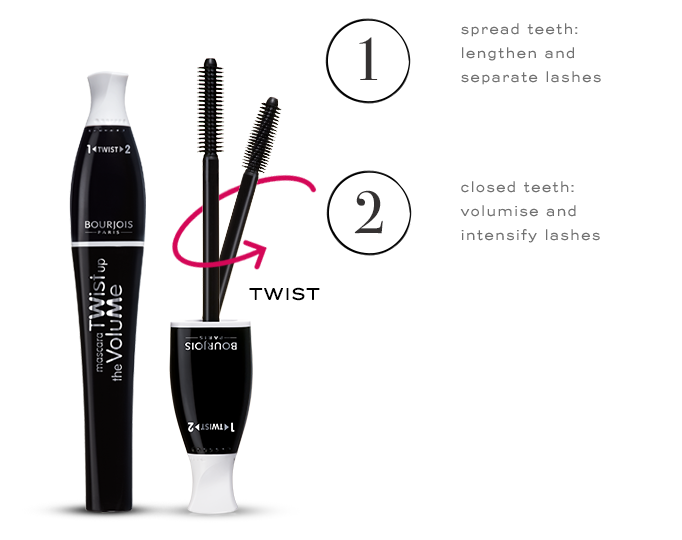 1
spread teeth:
lengthen and
separate lashes
2
closed teeth:
volumise and
intensify lashes
TWIST
1◄TWIST►2
BOURJOIS
PARIS
mascara TWist up
the VoluMe
BOURJOIS
PARIS
1◄TWIST►2